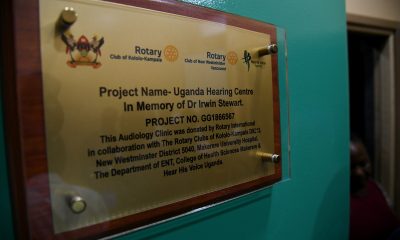 Rotary
Club of Kololo-Kampala
Rotary
Club of New Westminster
Vancouver
Project Name- Uganda Hearing Centre
In Memory of Dr Irwin Stewart.
PROJECT NO. GG1866967
This Audiology Clinic was donated by Rotary International
in collaboration with The Rotary Clubs of Kololo-Kampala D9213,
New Westminster District 5040, Makerere University Hospital,
The Department of ENT, College of Health Sciences Makerere &
Hear His Voice Uganda.